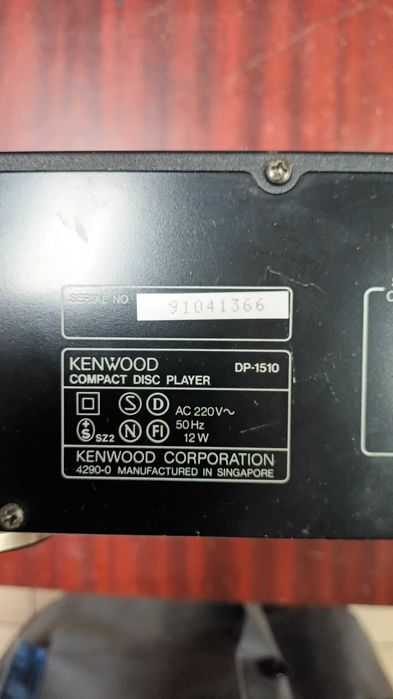 SERIAL NO. 91041366
KENWOOD DP-1510
COMPACT DISC PLAYER
S D AC 220V~
50Hz
+S SZ2 N FI 12W
KENWOOD CORPORATION
4290-0 MANUFACTURED IN SINGAPORE